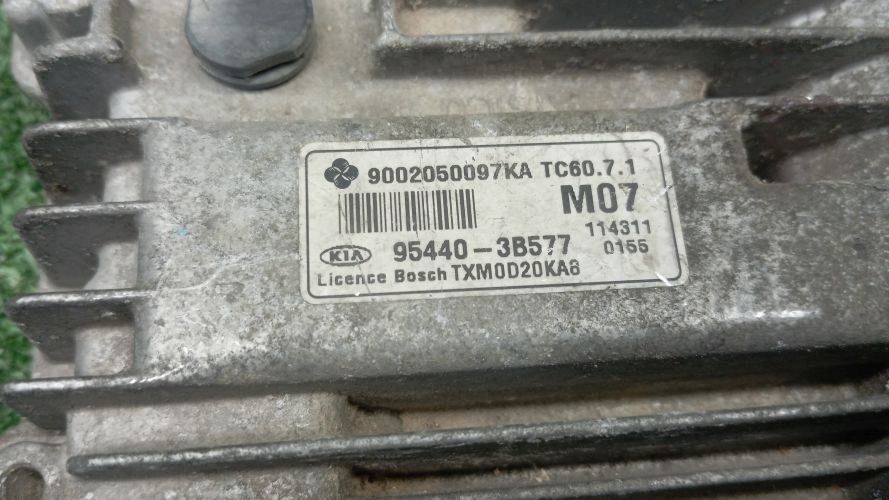 9002050097KA TC60.7.1
M07
114311
95440-3B577 0155
KIA
Licence Bosch TXM0D20KA8